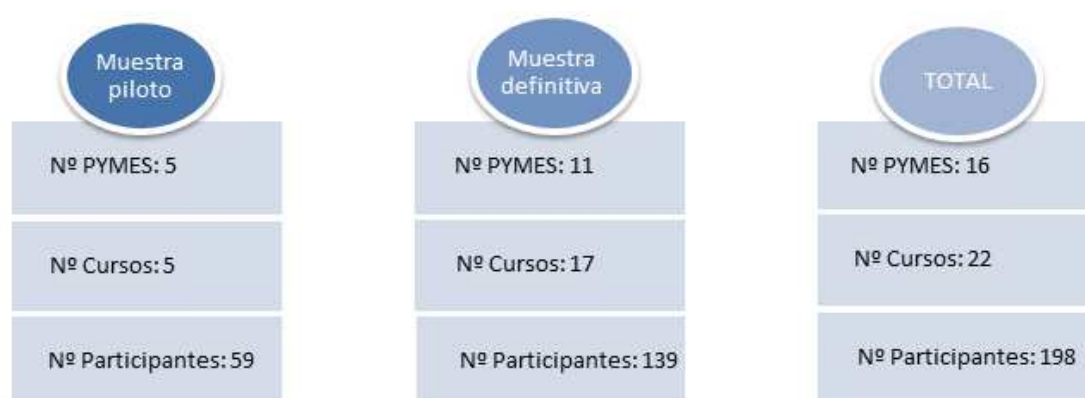 Muestra
piloto
Nº PYMES: 5
Nº Cursos: 5
Nº Participantes: 59
Muestra
definitiva
Nº PYMES: 11
Nº Cursos: 17
Nº Participantes: 139
TOTAL
Nº PYMES: 16
Nº Cursos: 22
Nº Participantes: 198